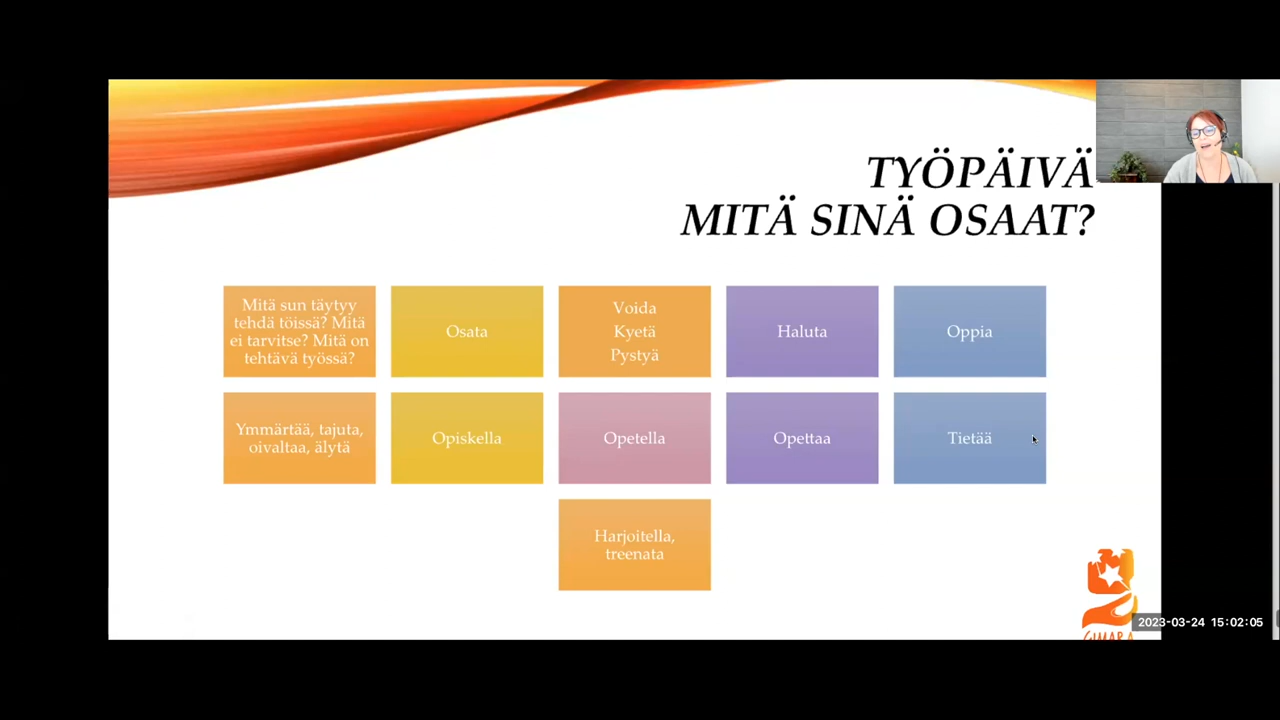 TYÖPÄIVÄ
MITÄ SINÄ OSAAT?
Mitä sun täytyy
tehdä töissä? Mitä
ei tarvitse? Mitä on
tehtävä työssä?
Osata
Voida
Kyetä
Pystyä
Haluta
Oppia
Ymmärtää, tajuta,
oivaltaa, älytä
Opiskella
Opetella
Opettaa
Tietää
Harjoitella,
treenata
2023-03-24 15:02:05